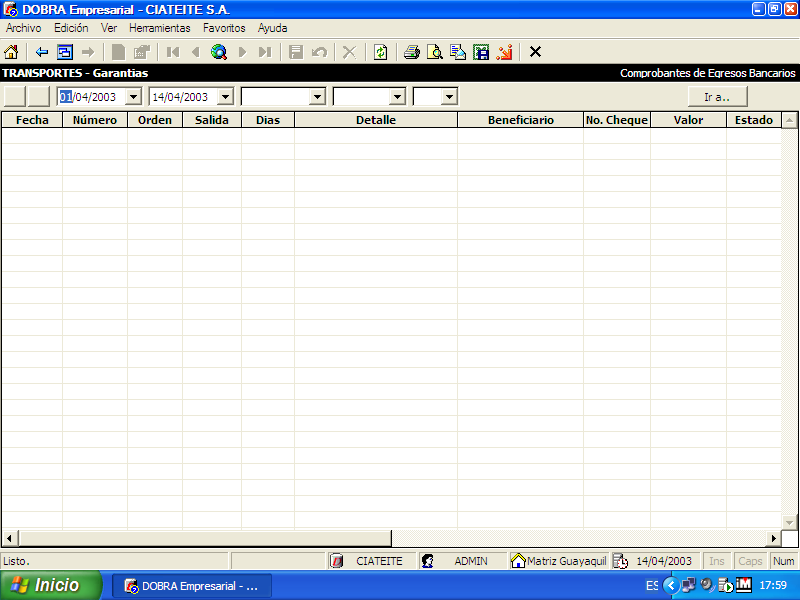 DOBRA Empresarial - CIATEITE S.A.
Archivo Edición Ver Herramientas Favoritos Ayuda
TRANSPORTES - Garantias Comprobantes de Egresos Bancarios
01/04/2003 14/04/2003 Ir a..
Fecha Número Orden Salida Dias Detalle Beneficiario No. Cheque Valor Estado
Listo. CIATEITE ADMIN Matriz Guayaquil 14/04/2003 Ins Caps Num
Inicio DOBRA Empresarial - ... ES 17:59